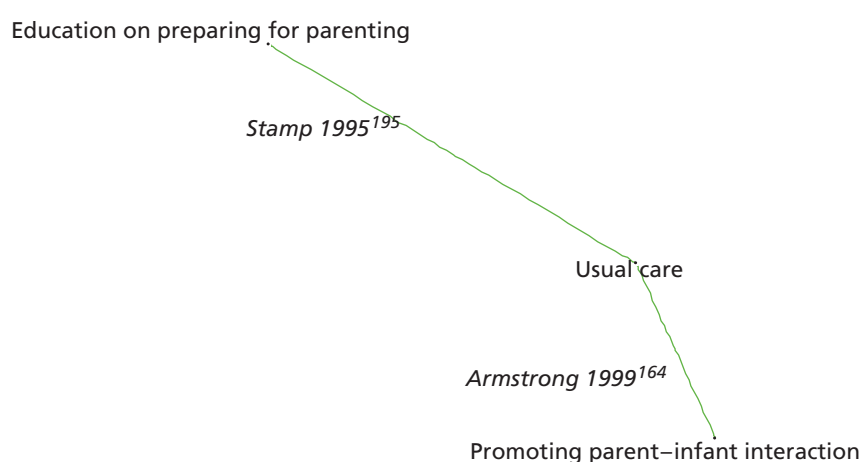 Education on preparing for parenting
Stamp 1995195
Usual care
Armstrong 1999164
Promoting parent–infant interaction